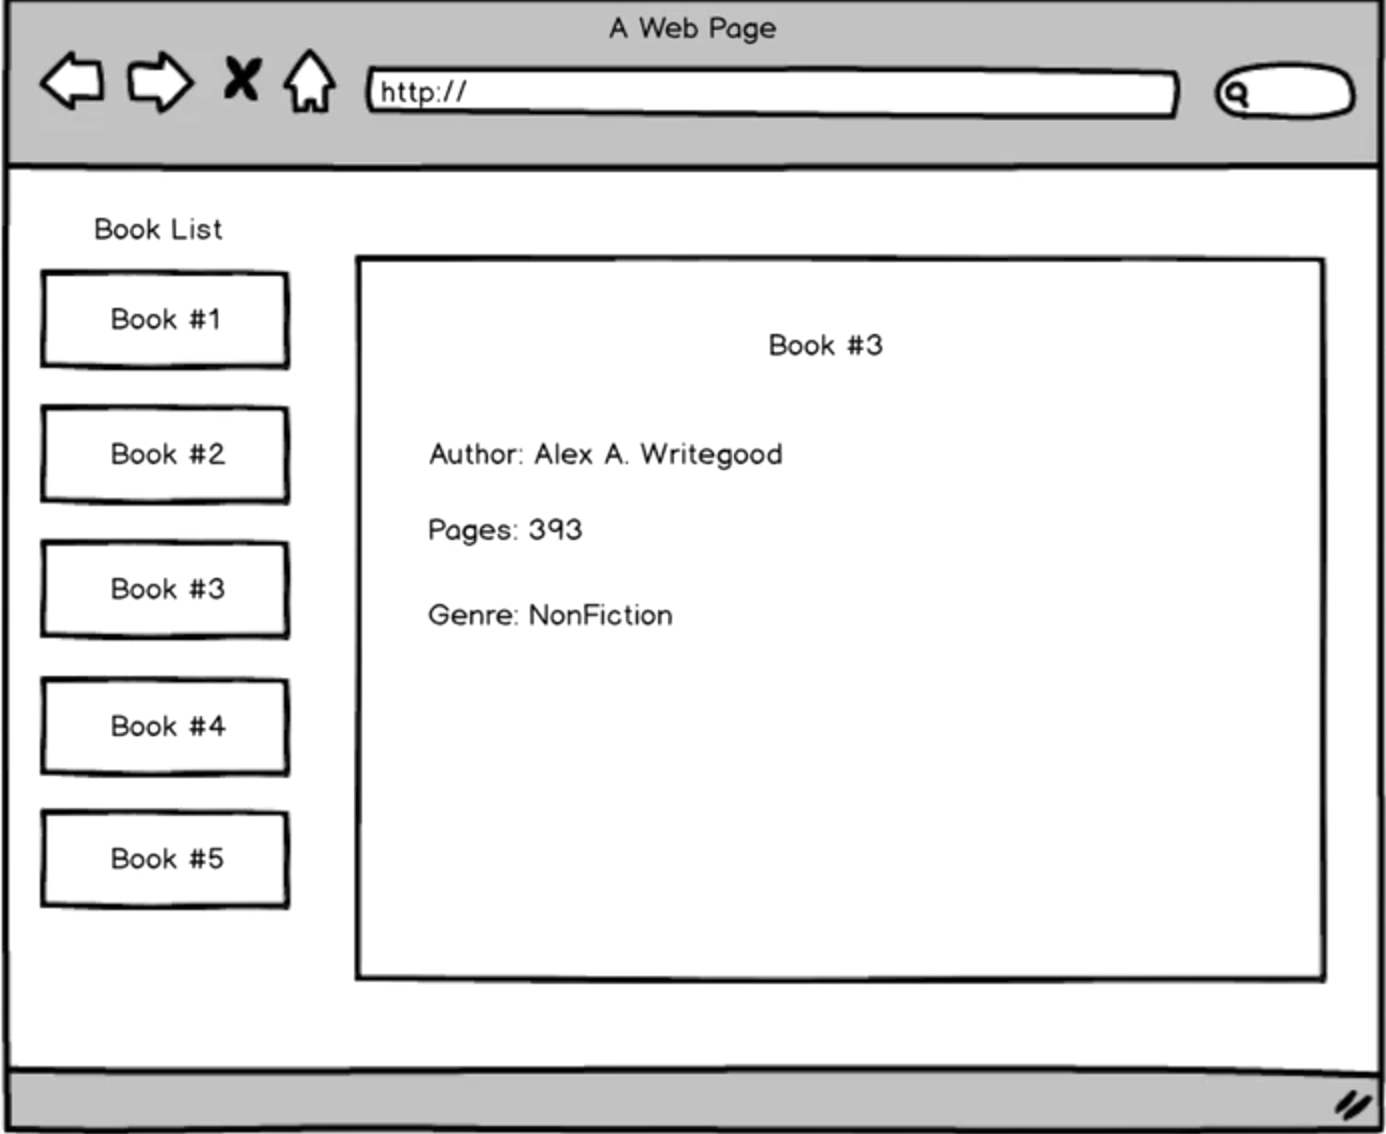 A Web Page
http://
Book List
Book #1
Book #2
Book #3
Book #4
Book #5
Book #3
Author: Alex A. Writegood
Pages: 393
Genre: NonFiction